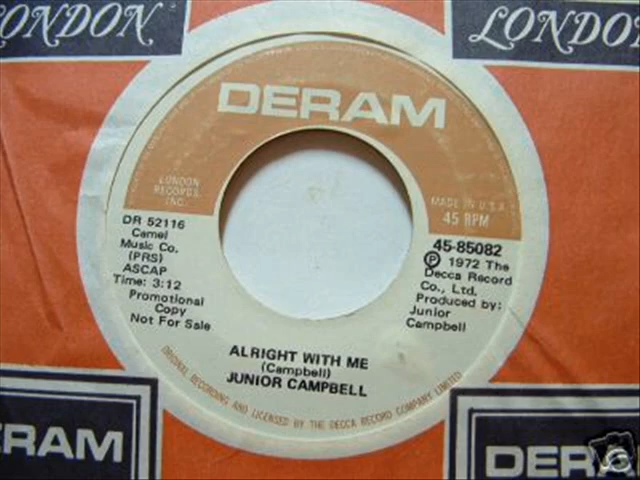 LONDON
LONDON
DERAM
LONDON
RECORDS,
INC.
MADE IN U.S.A.
45 RPM
DR 52116
Camel
Music Co.
(PRS)
ASCAP
Time: 3:12
Promotional
Copy
Not For Sale
45-85082
Ⓟ 1972 The
Decca Record
Co., Ltd.
Produced by:
Junior
Campbell
ALRIGHT WITH ME
(Campbell)
JUNIOR CAMPBELL
ORIGINAL RECORDING AND MANUFACTURED BY THE DECCA RECORD COMPANY LIMITED
DERAM
DERAM